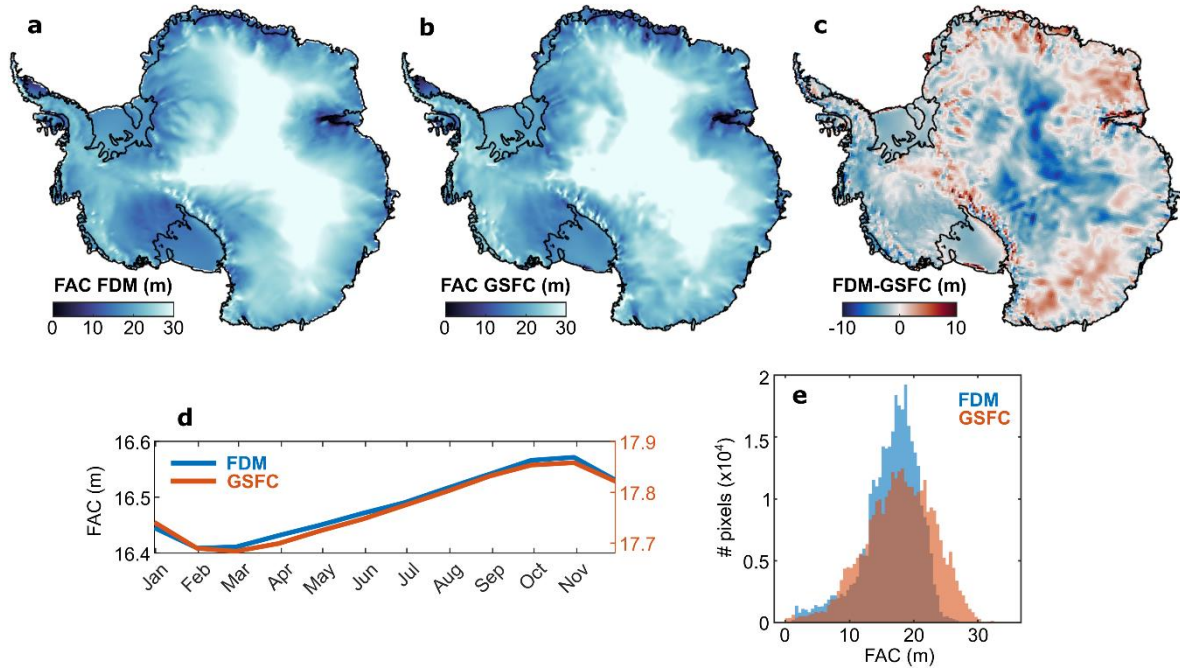 a
b
c
FAC FDM (m)
0 10 20 30
FAC GSFC (m)
0 10 20 30
FDM-GSFC (m)
-10 0 10
d
FAC (m)
16.6
16.5
16.4
FDM
GSFC
17.9
17.8
17.7
Jan Feb Mar Apr May Jun Jul Aug Sep Oct Nov
e
# pixels (x10⁴)
2
1.5
1
0.5
0
FDM
GSFC
0 10 20 30
FAC (m)